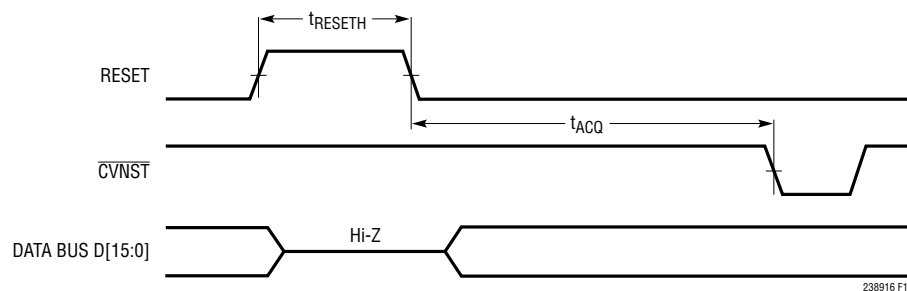 tRESETH
RESET
tACQ
CVNST
Hi-Z
DATA BUS D[15:0]
238916 F1